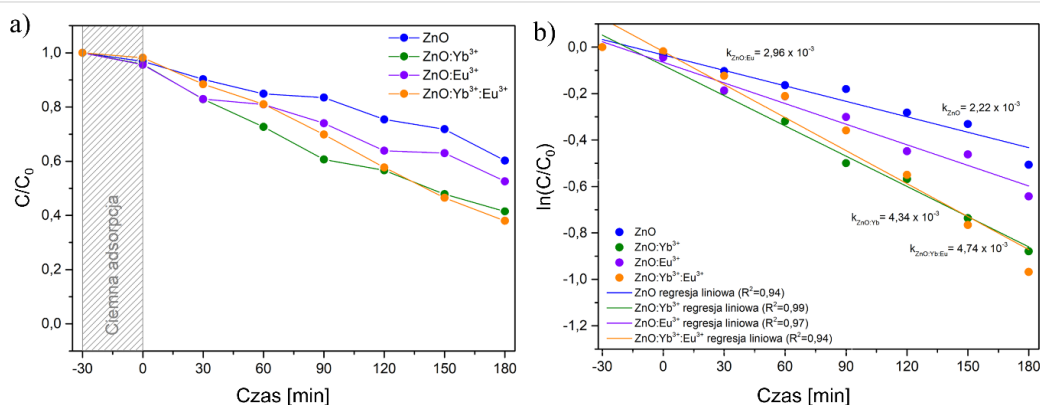 a)
C/C₀
1,0
0,8
0,6
0,4
0,2
0,0
Ciemna adsorpcja
ZnO
ZnO:Yb³⁺
ZnO:Eu³⁺
ZnO:Yb³⁺:Eu³⁺
-30 0 30 60 90 120 150 180
Czas [min]
b)
ln(C/C₀)
0,0
-0,2
-0,4
-0,6
-0,8
-1,0
-1,2
k ZnO:Eu = 2,96 x 10⁻³
k ZnO = 2,22 x 10⁻³
k ZnO:Yb = 4,34 x 10⁻³
k ZnO:Yb:Eu = 4,74 x 10⁻³
ZnO
ZnO:Yb³⁺
ZnO:Eu³⁺
ZnO:Yb³⁺:Eu³⁺
ZnO regresja liniowa (R²=0,94)
ZnO:Yb³⁺ regresja liniowa (R²=0,99)
ZnO:Eu³⁺ regresja liniowa (R²=0,97)
ZnO:Yb³⁺:Eu³⁺ regresja liniowa (R²=0,94)
-30 0 30 60 90 120 150 180
Czas [min]